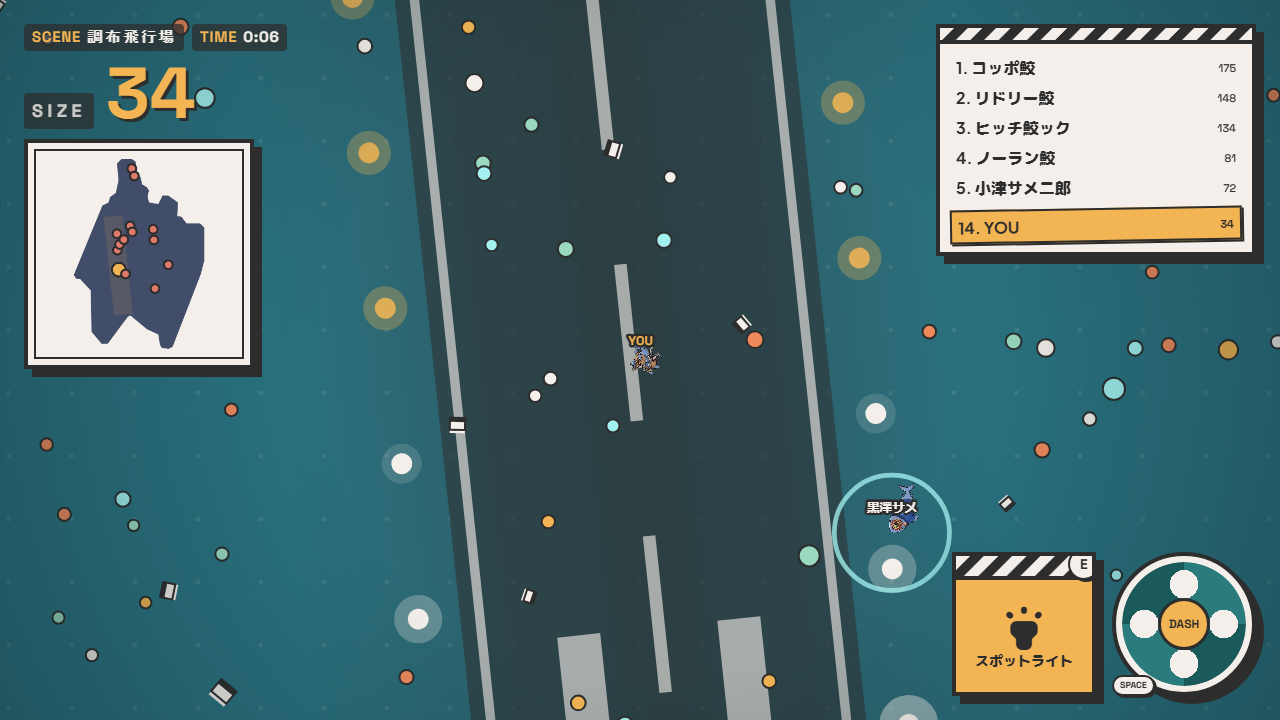 SCENE 調布飛行場 TIME 0:06
SIZE 34
1. コッポ鮫 175
2. リドリー鮫 148
3. ヒッチ鮫ック 134
4. ノーラン鮫 81
5. 小津サメ二郎 72
14. YOU 34
YOU
黒澤サメ
E
スポットライト
DASH
SPACE